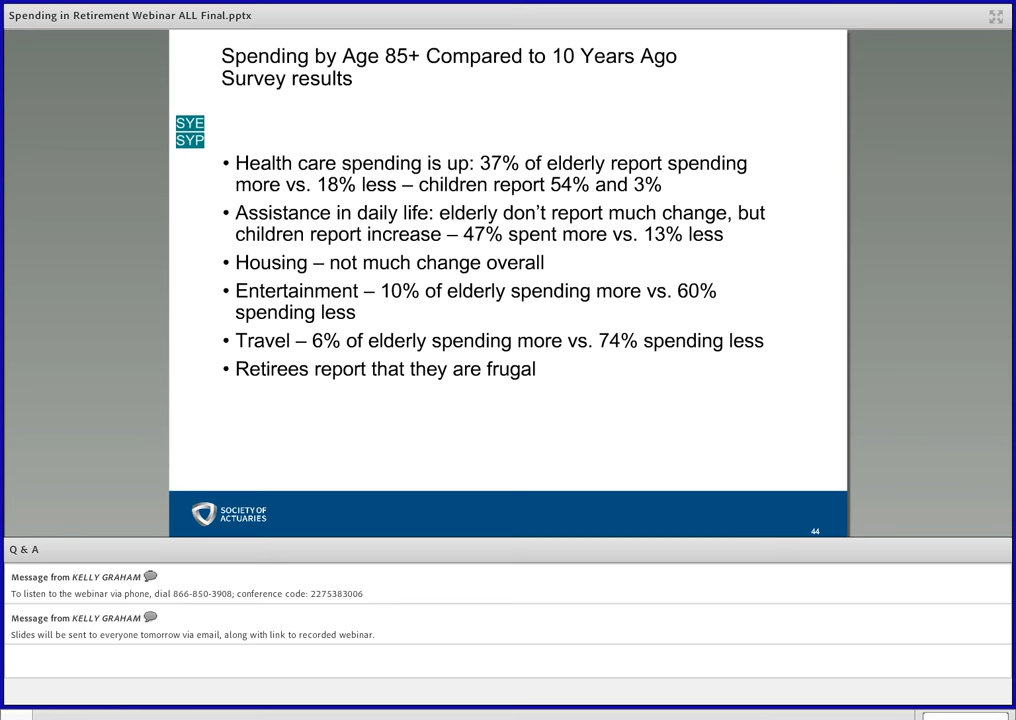 Spending in Retirement Webinar ALL Final.pptx
Spending by Age 85+ Compared to 10 Years Ago
Survey results
SYE
SYP
• Health care spending is up: 37% of elderly report spending
more vs. 18% less – children report 54% and 3%
• Assistance in daily life: elderly don't report much change, but
children report increase – 47% spent more vs. 13% less
• Housing – not much change overall
• Entertainment – 10% of elderly spending more vs. 60%
spending less
• Travel – 6% of elderly spending more vs. 74% spending less
• Retirees report that they are frugal
SOCIETY OF
ACTUARIES
44
Q & A
Message from KELLY GRAHAM
To listen to the webinar via phone, dial 866-850-3908; conference code: 2275383006
Message from KELLY GRAHAM
Slides will be sent to everyone tomorrow via email, along with link to recorded webinar.